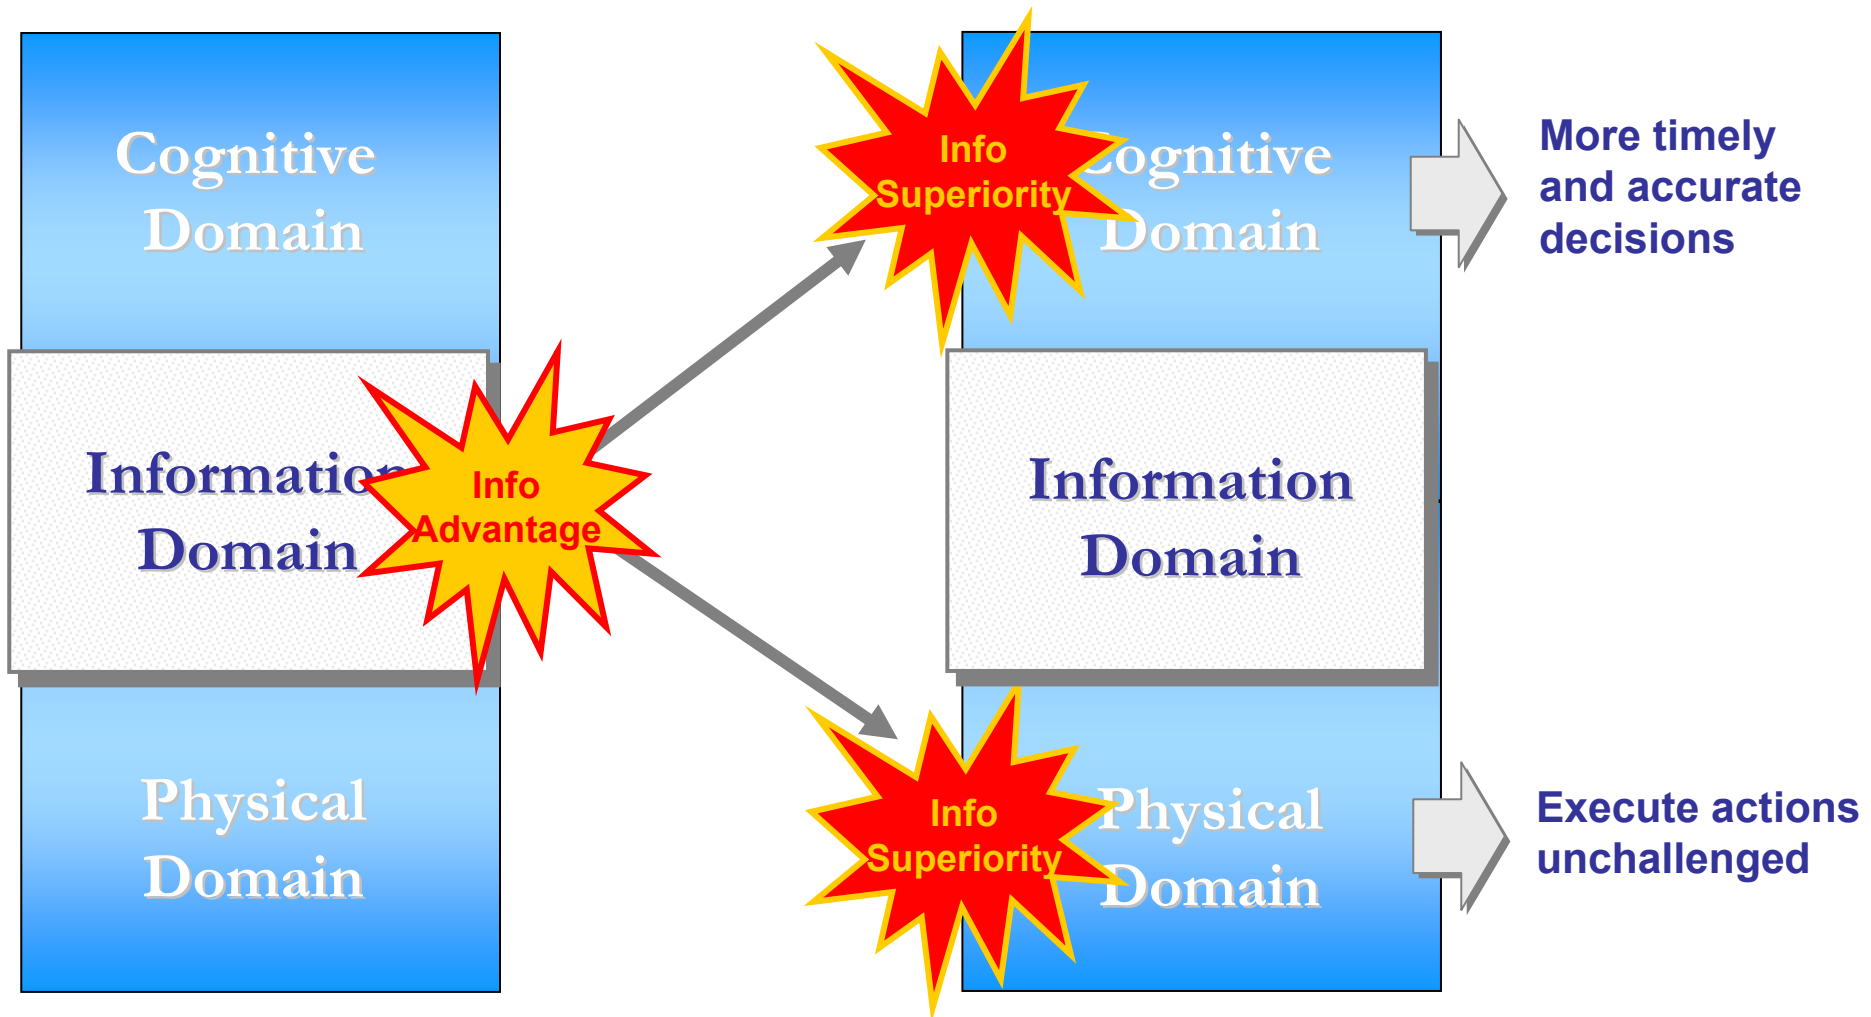 Cognitive
Domain
Information
Domain
Info
Advantage
Physical
Domain
Info
Superiority
Cognitive
Domain
More timely
and accurate
decisions
Information
Domain
Info
Superiority
Physical
Domain
Execute actions
unchallenged